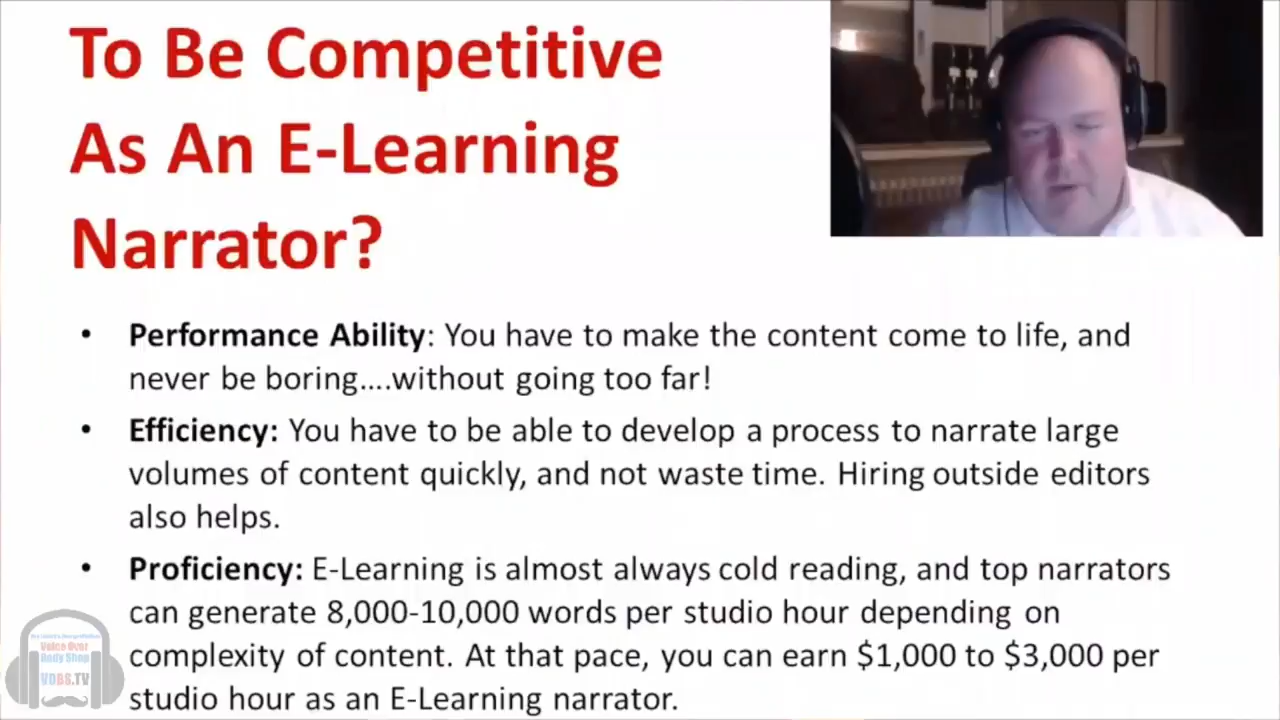 To Be Competitive
As An E-Learning
Narrator?
• Performance Ability: You have to make the content come to life, and
never be boring....without going too far!
• Efficiency: You have to be able to develop a process to narrate large
volumes of content quickly, and not waste time. Hiring outside editors
also helps.
• Proficiency: E-Learning is almost always cold reading, and top narrators
can generate 8,000-10,000 words per studio hour depending on
complexity of content. At that pace, you can earn $1,000 to $3,000 per
studio hour as an E-Learning narrator.
Voice Over
Body Shop
VOBS.TV